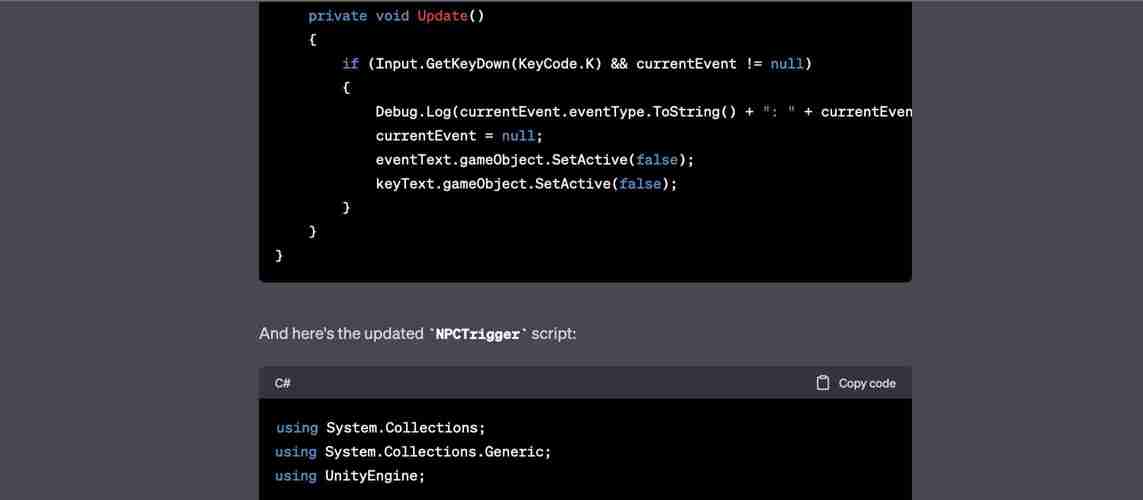 private void Update()
{
if (Input.GetKeyDown(KeyCode.K) && currentEvent != null)
{
Debug.Log(currentEvent.eventType.ToString() + ": " + currentEven
currentEvent = null;
eventText.gameObject.SetActive(false);
keyText.gameObject.SetActive(false);
}
}
}
And here's the updated `NPCTrigger` script:
C#
Copy code
using System.Collections;
using System.Collections.Generic;
using UnityEngine;